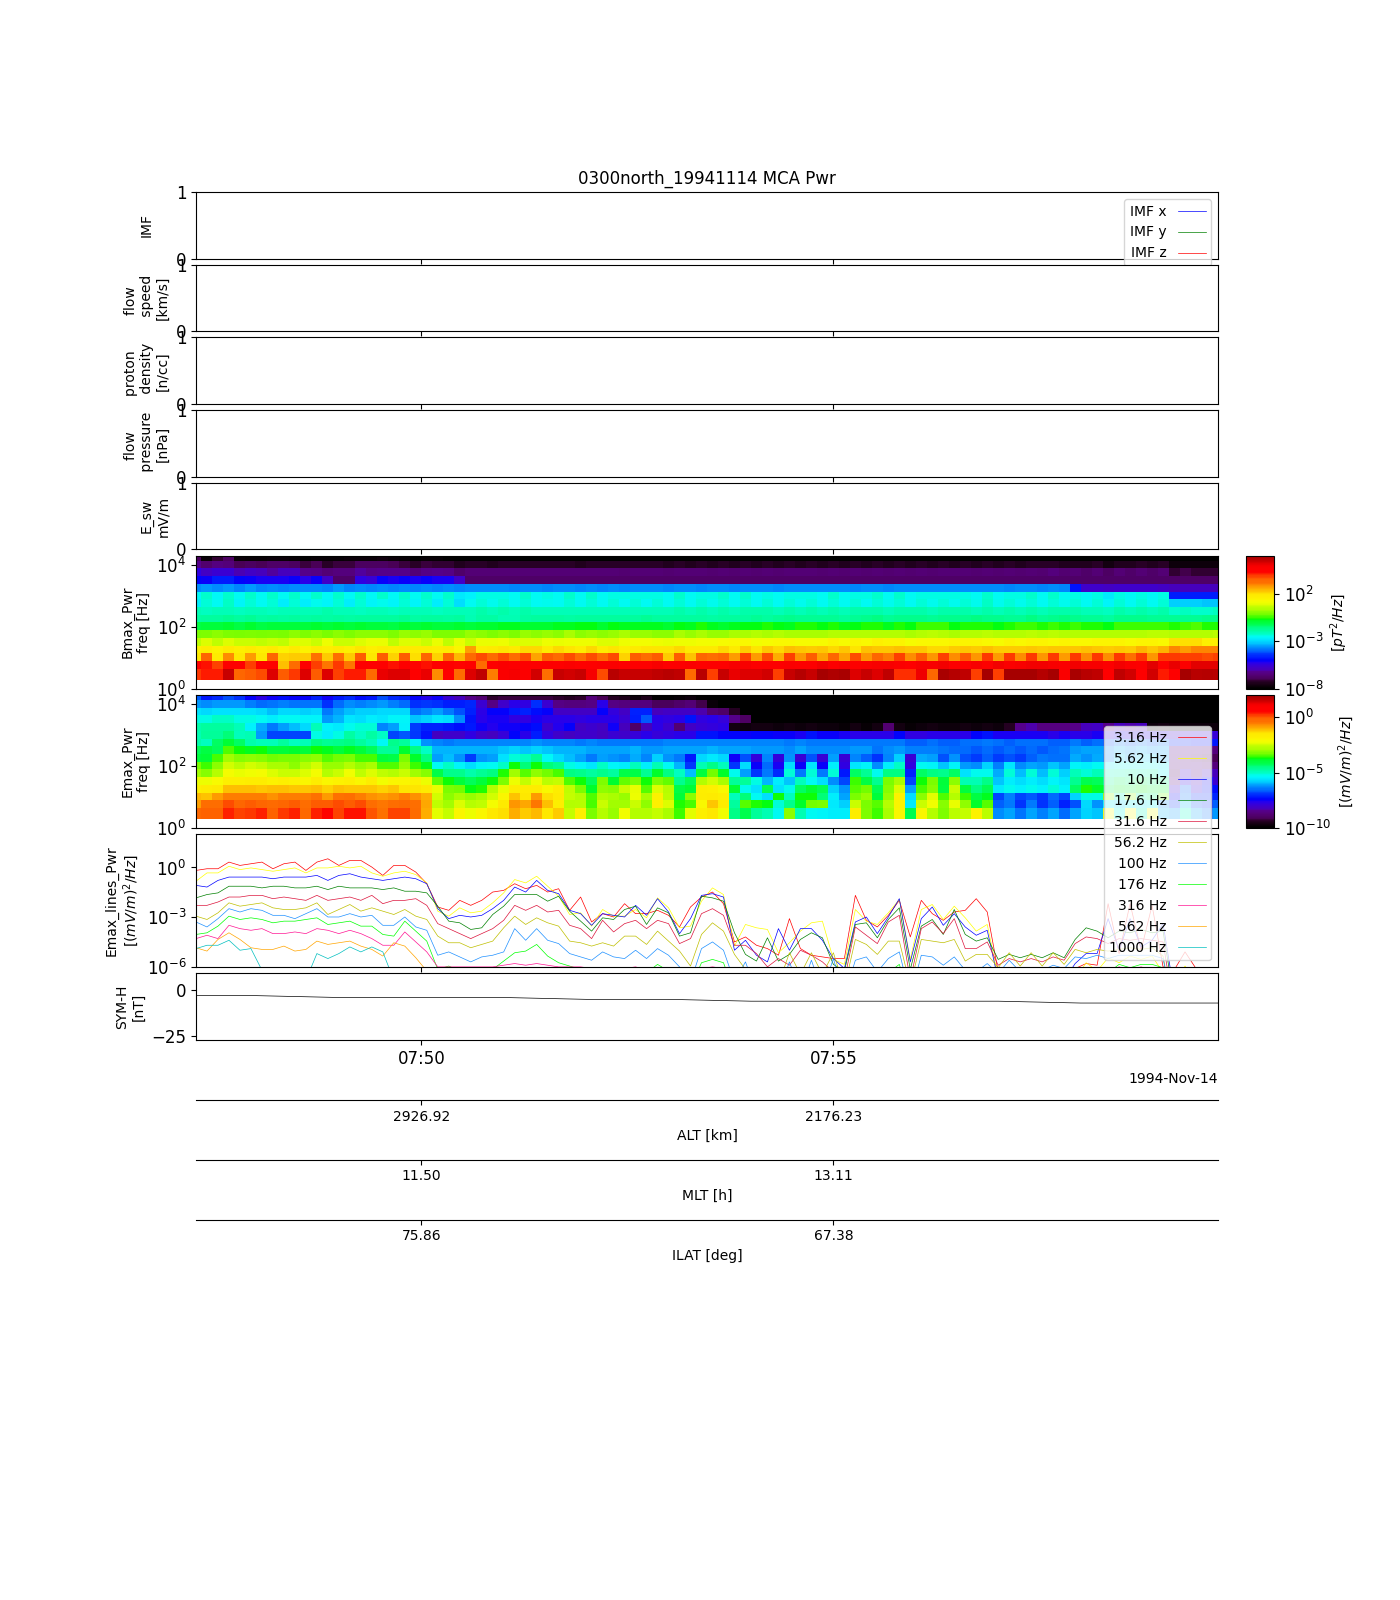 0300north_19941114 MCA Pwr
1
IMF
0
IMF x
IMF y
IMF z
1
flow
speed
[km/s]
0
1
proton
density
[n/cc]
0
1
flow
pressure
[nPa]
0
1
E_sw
mV/m
0
10^4
10^2
10^0
Bmax_Pwr
freq [Hz]
10^2
10^-3
10^-8
[pT^2/Hz]
10^4
10^2
10^0
Emax_Pwr
freq [Hz]
10^0
10^-5
10^-10
[(mV/m)^2/Hz]
3.16 Hz
5.62 Hz
10 Hz
17.6 Hz
31.6 Hz
56.2 Hz
100 Hz
176 Hz
316 Hz
562 Hz
1000 Hz
10^0
10^-3
10^-6
Emax_lines_Pwr
[(mV/m)^2/Hz]
0
−25
SYM-H
[nT]
07:50 07:55
1994-Nov-14
2926.92 2176.23
ALT [km]
11.50 13.11
MLT [h]
75.86 67.38
ILAT [deg]